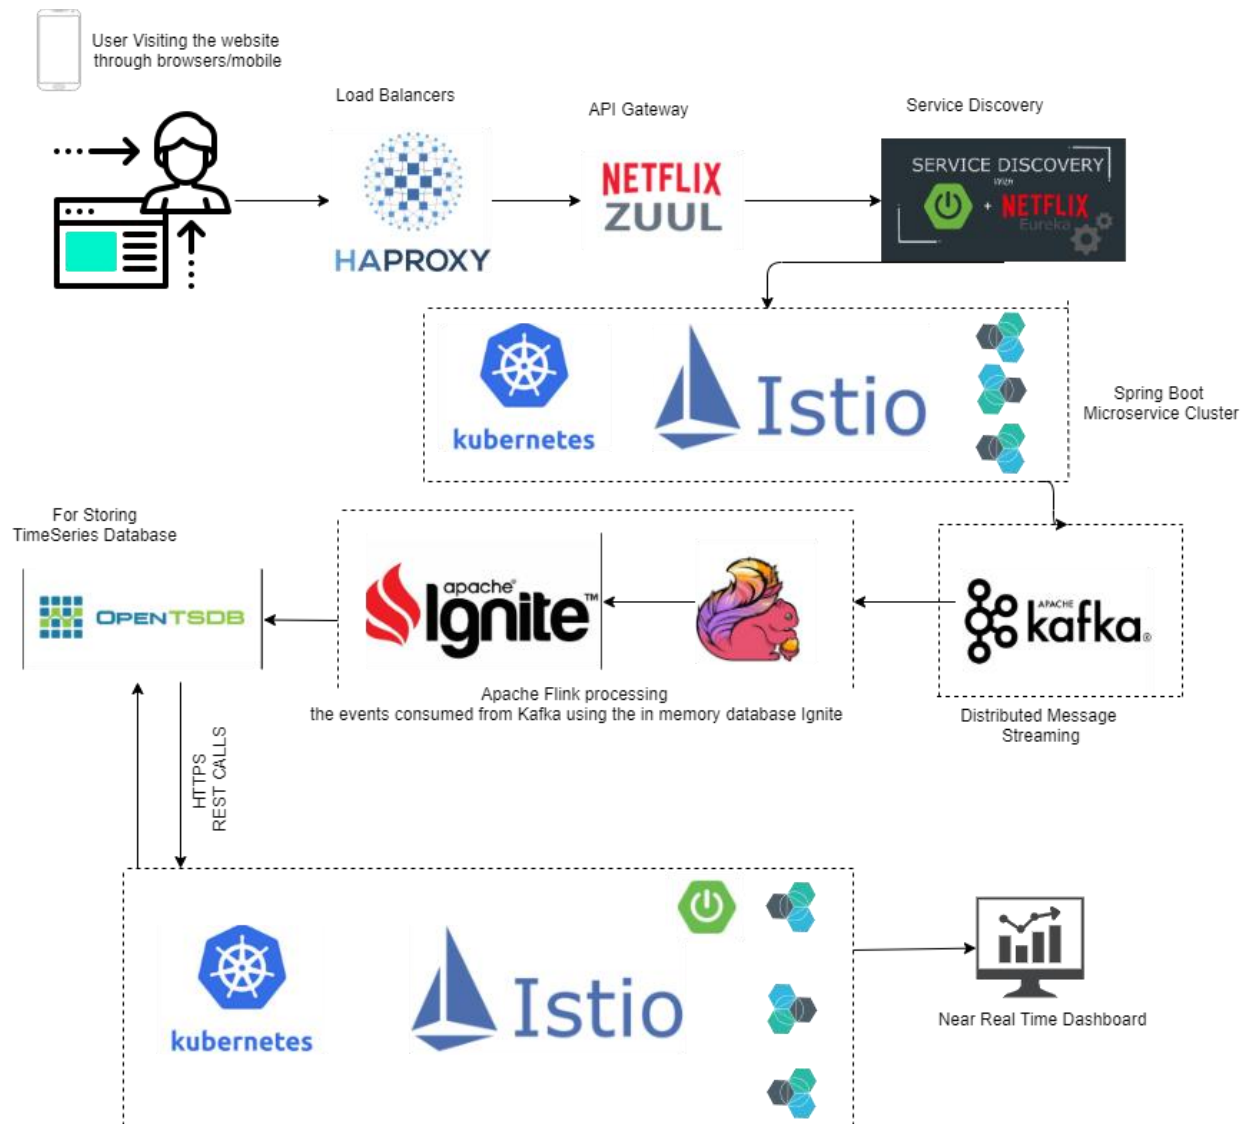 User Visiting the website
through browsers/mobile
Load Balancers
API Gateway
Service Discovery
HAPROXY
NETFLIX
ZUUL
SERVICE DISCOVERY
With
+ NETFLIX
Eureka
kubernetes
Istio
Spring Boot
Microservice Cluster
For Storing
TimeSeries Database
OPENTSDB
apache®
Ignite™
APACHE
kafka®
Apache Flink processing
the events consumed from Kafka using the in memory database Ignite
Distributed Message
Streaming
HTTPS
REST CALLS
kubernetes
Istio
Near Real Time Dashboard